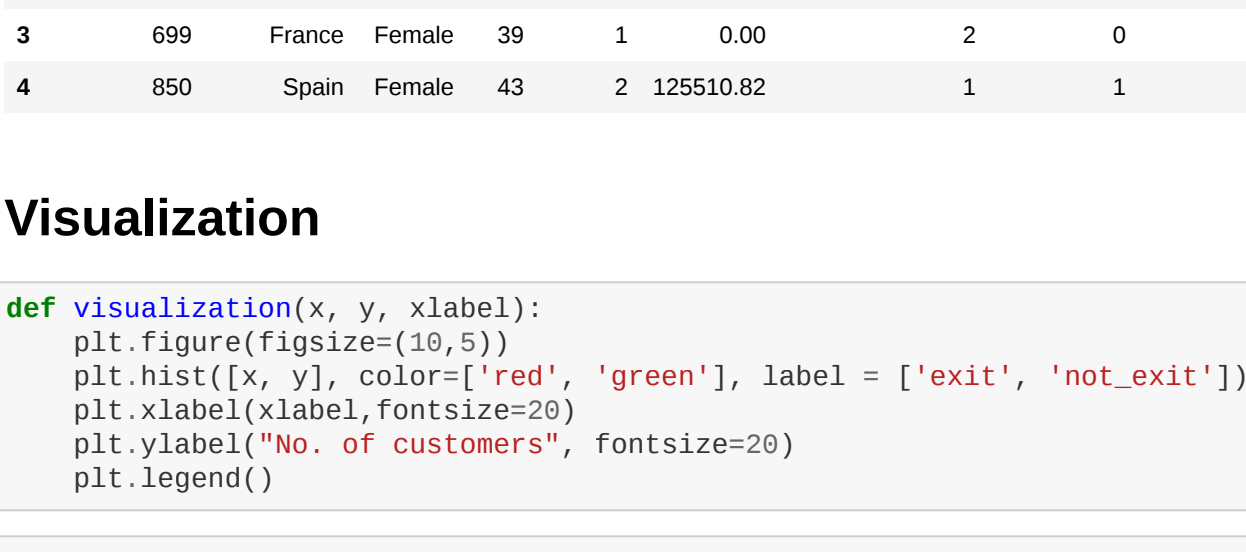 3 699 France Female 39 1 0.00 2 0
4 850 Spain Female 43 2 125510.82 1 1
Visualization
def visualization(x, y, xlabel):
    plt.figure(figsize=(10,5))
    plt.hist([x, y], color=['red', 'green'], label = ['exit', 'not_exit'])
    plt.xlabel(xlabel,fontsize=20)
    plt.ylabel("No. of customers", fontsize=20)
    plt.legend()